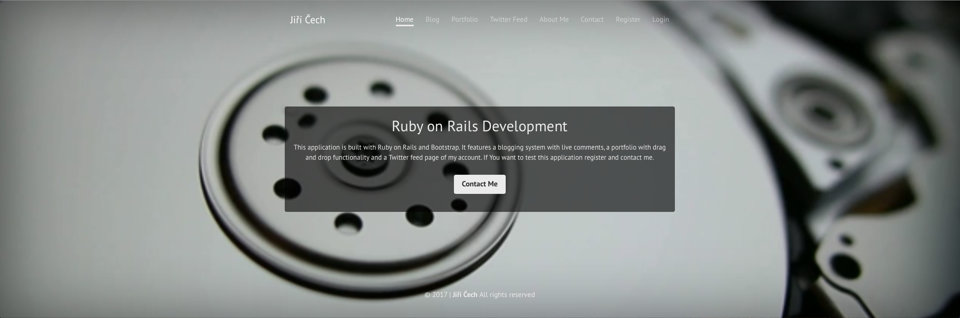 Jiří Čech
Home Blog Portfolio Twitter Feed About Me Contact Register Login
Ruby on Rails Development
This application is built with Ruby on Rails and Bootstrap. It features a blogging system with live comments, a portfolio with drag
and drop functionality and a Twitter feed page of my account. If You want to test this application register and contact me.
Contact Me
© 2017 | Jiří Čech All rights reserved